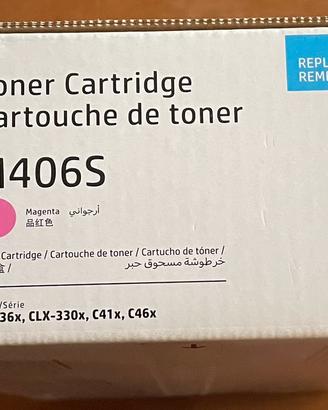 oner Cartridge
artouche de toner
REPL
REM
406S
Magenta أرجواني
品红色
Cartridge / Cartouche de toner / Cartucho de tóner /
盒 / خرطوشة مسحوق حبر
/Série
36x, CLX-330x, C41x, C46x